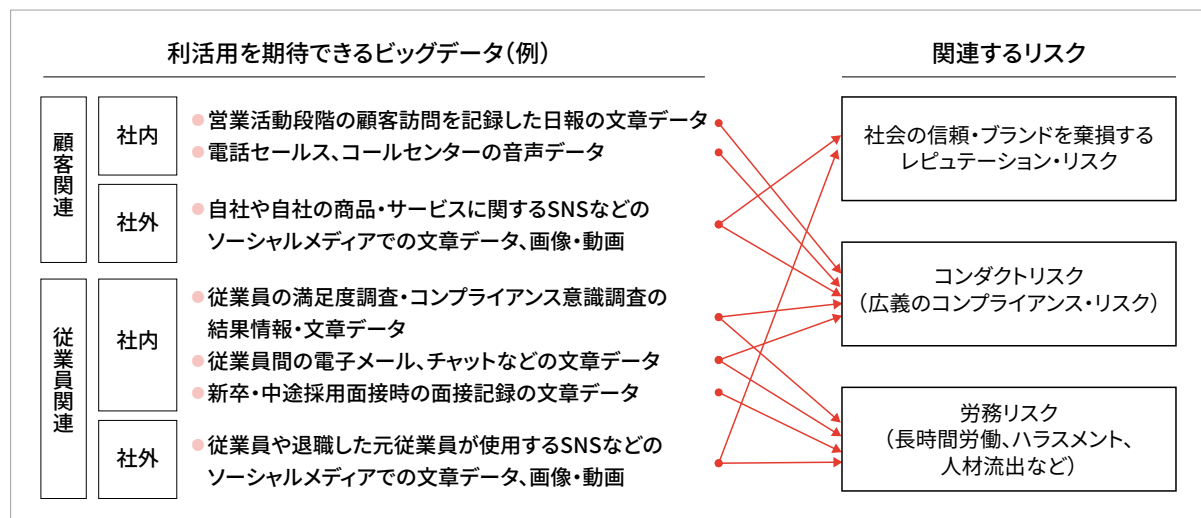 利活用を期待できるビッグデータ（例）
関連するリスク
顧客関連
社内
●営業活動段階の顧客訪問を記録した日報の文章データ
●電話セールス、コールセンターの音声データ
社外
●自社や自社の商品・サービスに関するSNSなどの
ソーシャルメディアでの文章データ、画像・動画
従業員関連
社内
●従業員の満足度調査・コンプライアンス意識調査の
結果情報・文章データ
●従業員間の電子メール、チャットなどの文章データ
●新卒・中途採用面接時の面接記録の文章データ
社外
●従業員や退職した元従業員が使用するSNSなどの
ソーシャルメディアでの文章データ、画像・動画
社会の信頼・ブランドを棄損する
レピュテーション・リスク
コンダクトリスク
（広義のコンプライアンス・リスク）
労務リスク
（長時間労働、ハラスメント、
人材流出など）